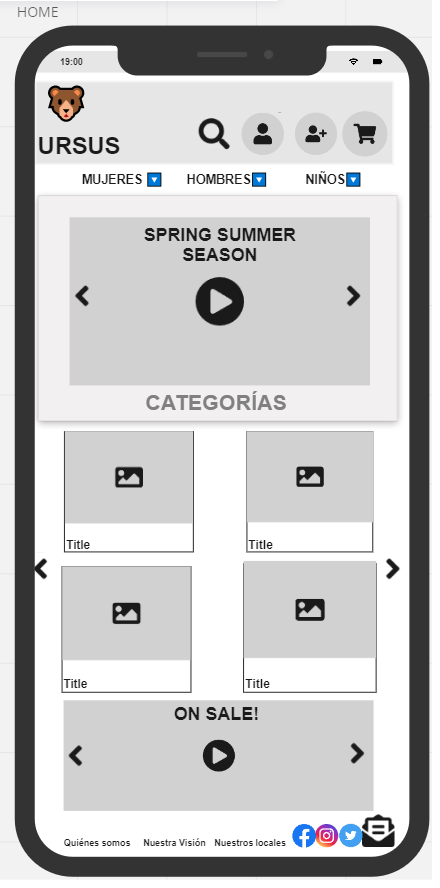 HOME
19:00
URSUS
MUJERES HOMBRES NIÑOS
SPRING SUMMER
SEASON
CATEGORÍAS
Title Title
Title Title
ON SALE!
Quiénes somos Nuestra Visión Nuestros locales